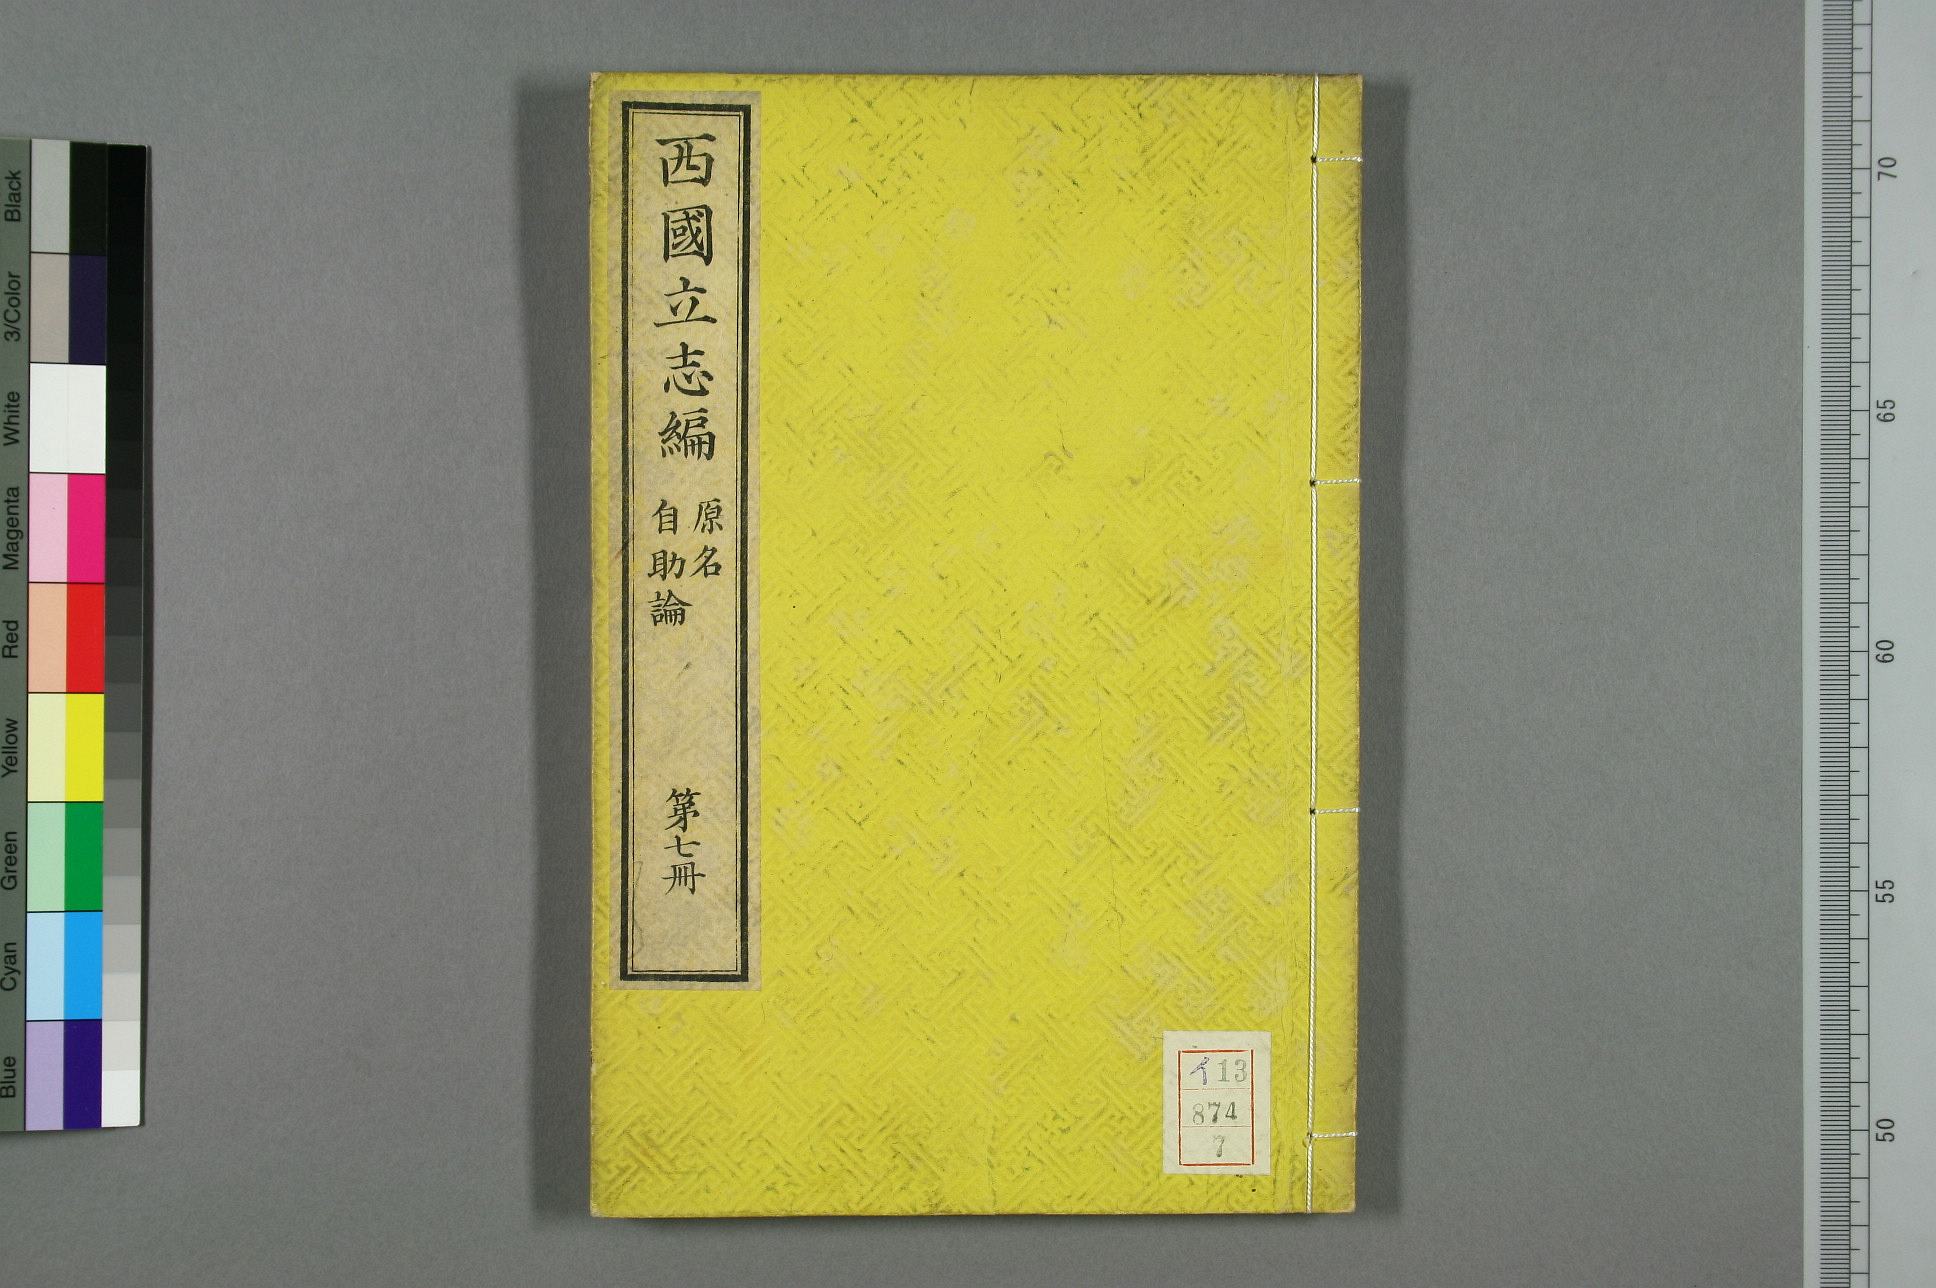 西國立志編
原名
自助論
第七冊
イ13
874
7
Black
3/Color
White
Magenta
Red
Yellow
Green
Cyan
Blue
70
65
60
55
50